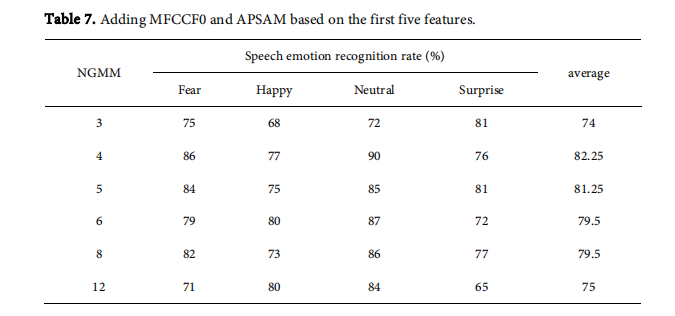 Table 7. Adding MFCCF0 and APSAM based on the first five features.
NGMM Speech emotion recognition rate (%) average
Fear Happy Neutral Surprise
3 75 68 72 81 74
4 86 77 90 76 82.25
5 84 75 85 81 81.25
6 79 80 87 72 79.5
8 82 73 86 77 79.5
12 71 80 84 65 75